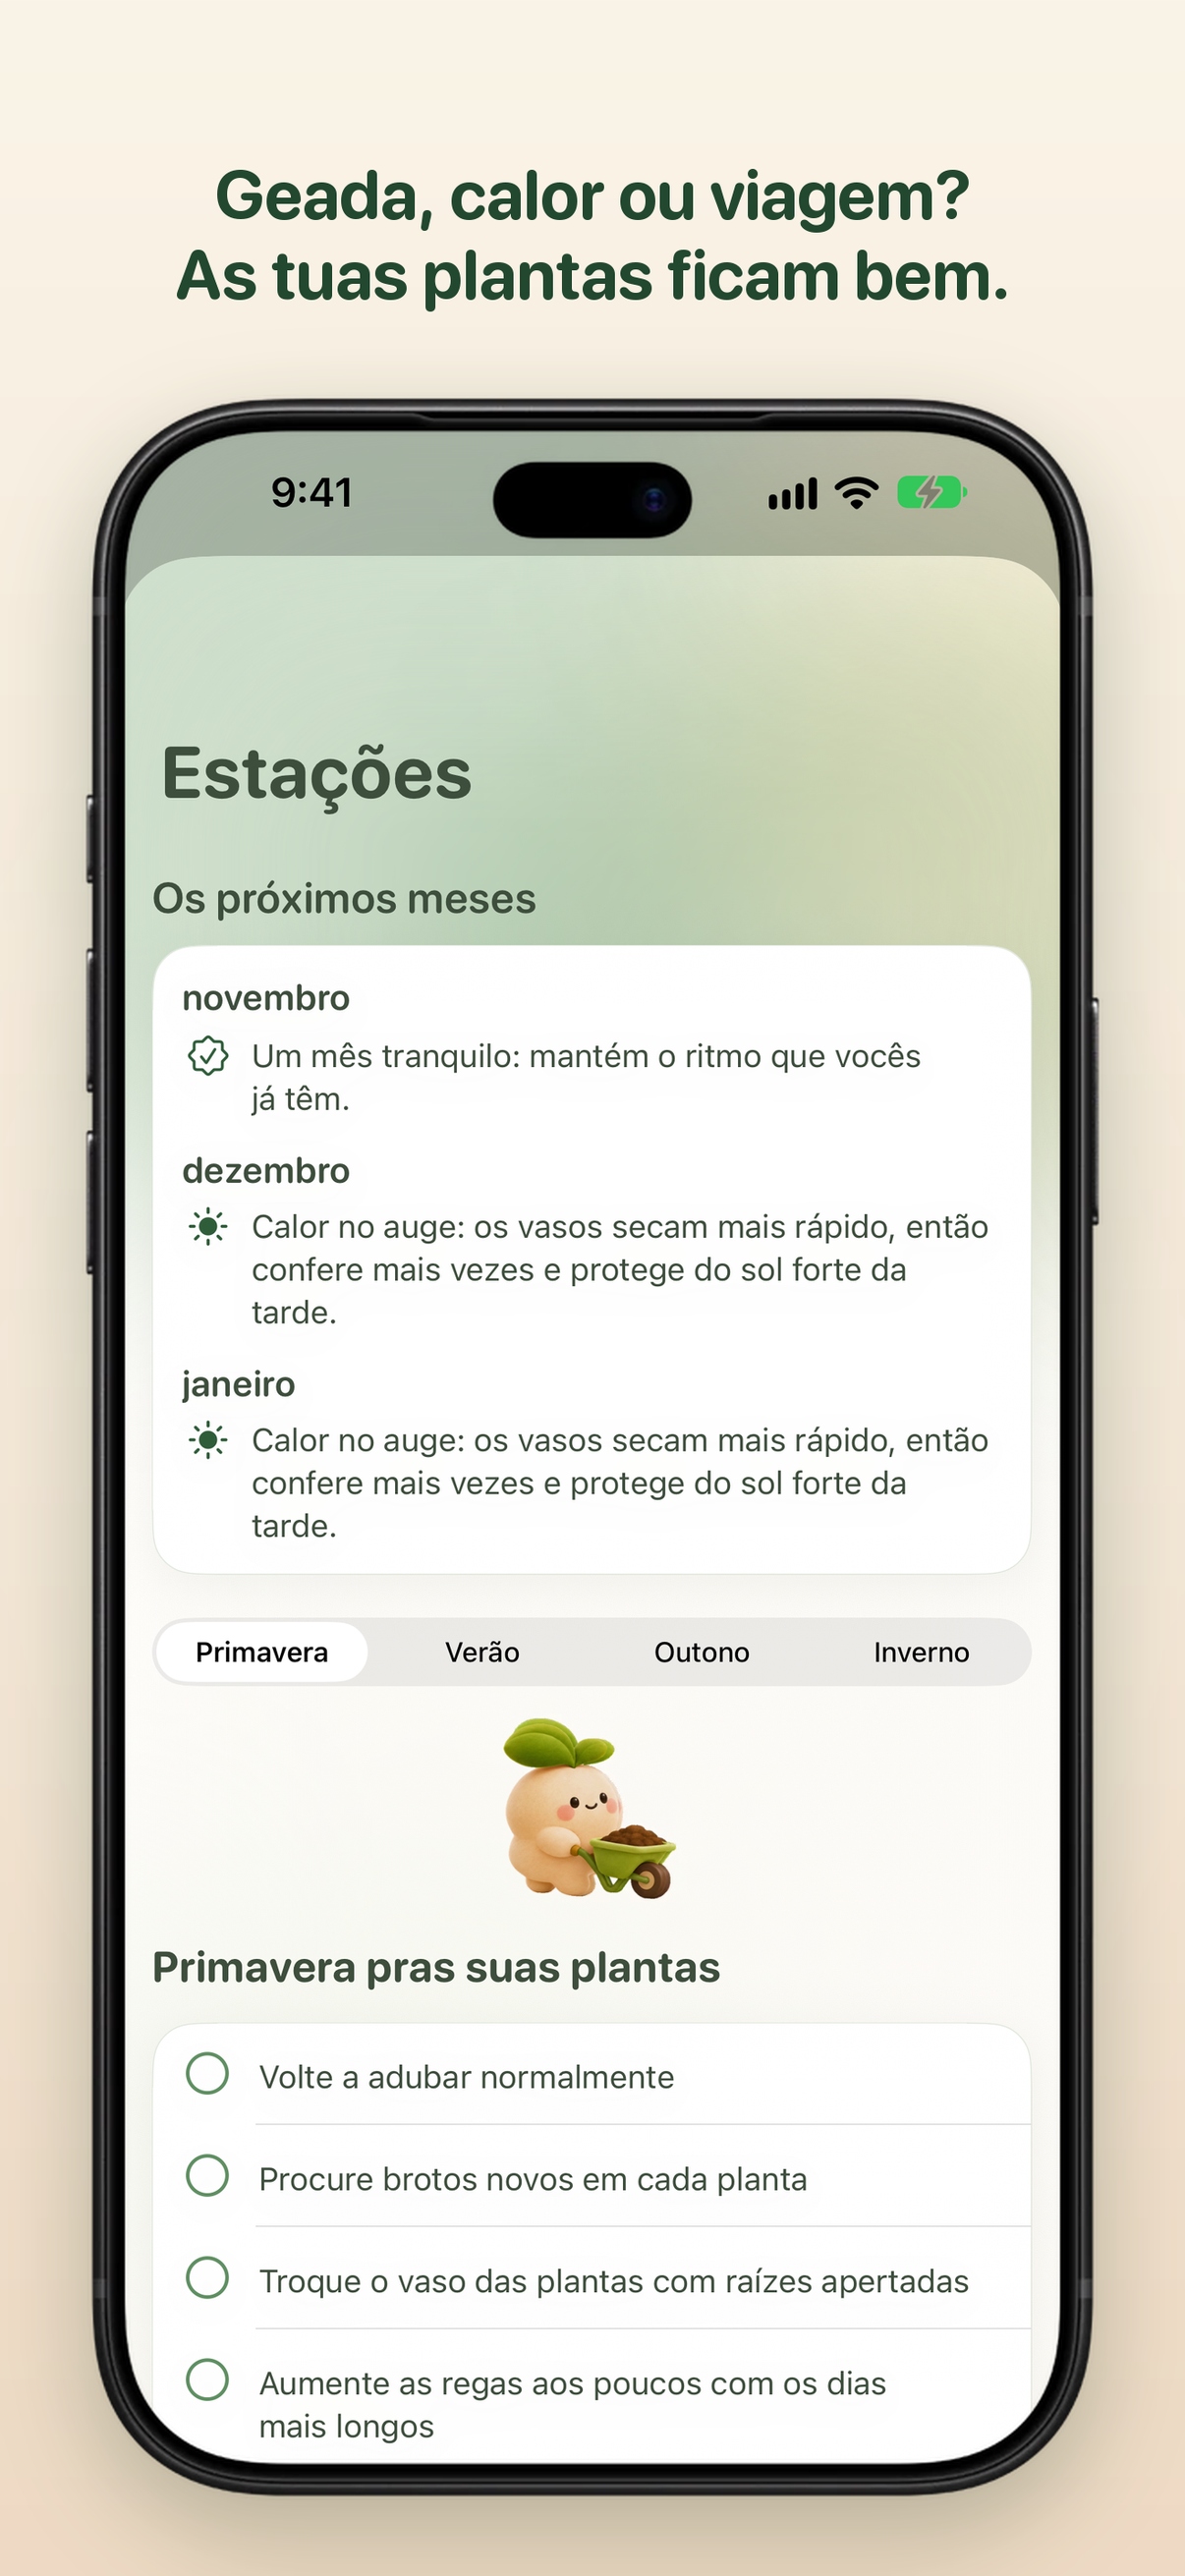 Geada, calor ou viagem?
As tuas plantas ficam bem.
9:41
Estações
Os próximos meses
novembro
Um mês tranquilo: mantém o ritmo que vocês
já têm.
dezembro
Calor no auge: os vasos secam mais rápido, então
confere mais vezes e protege do sol forte da
tarde.
janeiro
Calor no auge: os vasos secam mais rápido, então
confere mais vezes e protege do sol forte da
tarde.
Primavera Verão Outono Inverno
Primavera pras suas plantas
Volte a adubar normalmente
Procure brotos novos em cada planta
Troque o vaso das plantas com raízes apertadas
Aumente as regas aos poucos com os dias
mais longos